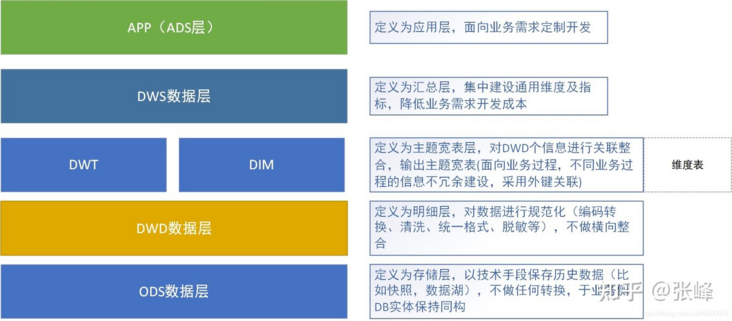 APP（ADS层）
定义为应用层，面向业务需求定制开发
DWS数据层
定义为汇总层，集中建设通用维度及指
标，降低业务需求开发成本
DWT
DIM
定义为主题宽表层，对DWD个信息进行关联整
合，输出主题宽表(面向业务过程，不同业务过
程的信息不冗余建设，采用外键关联)
维度表
DWD数据层
定义为明细层，对数据进行规范化（编码转
换、清洗、统一格式、脱敏等），不做横向
整合
ODS数据层
定义为存储层，以技术手段保存历史数据（比
如快照，数据湖），不做任何转换，于业务
DB实体保持同构
知乎 @张峰